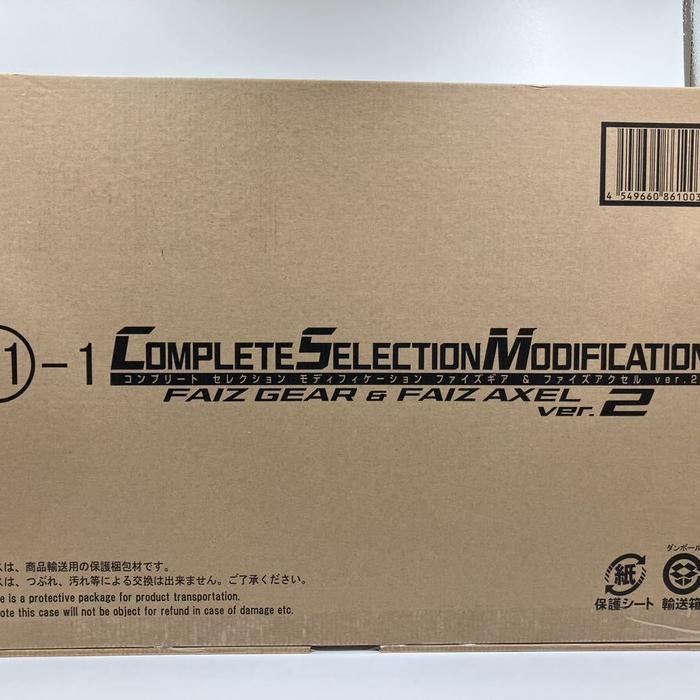 4 549660 861003
1-1 COMPLETE SELECTION MODIFICATION
コンプリート セレクション モディフィケーション ファイズギア & ファイズアクセル ver.2
FAIZ GEAR & FAIZ AXEL
ver. 2
スは、商品輸送用の保護梱包材です。
スは、つぶれ、汚れ等による交換は出来ません。ご了承ください。
e is a protective package for product transportation.
ote this case will not be object for refund in case of damage etc.
紙
保護シート
ダンボール
輸送箱